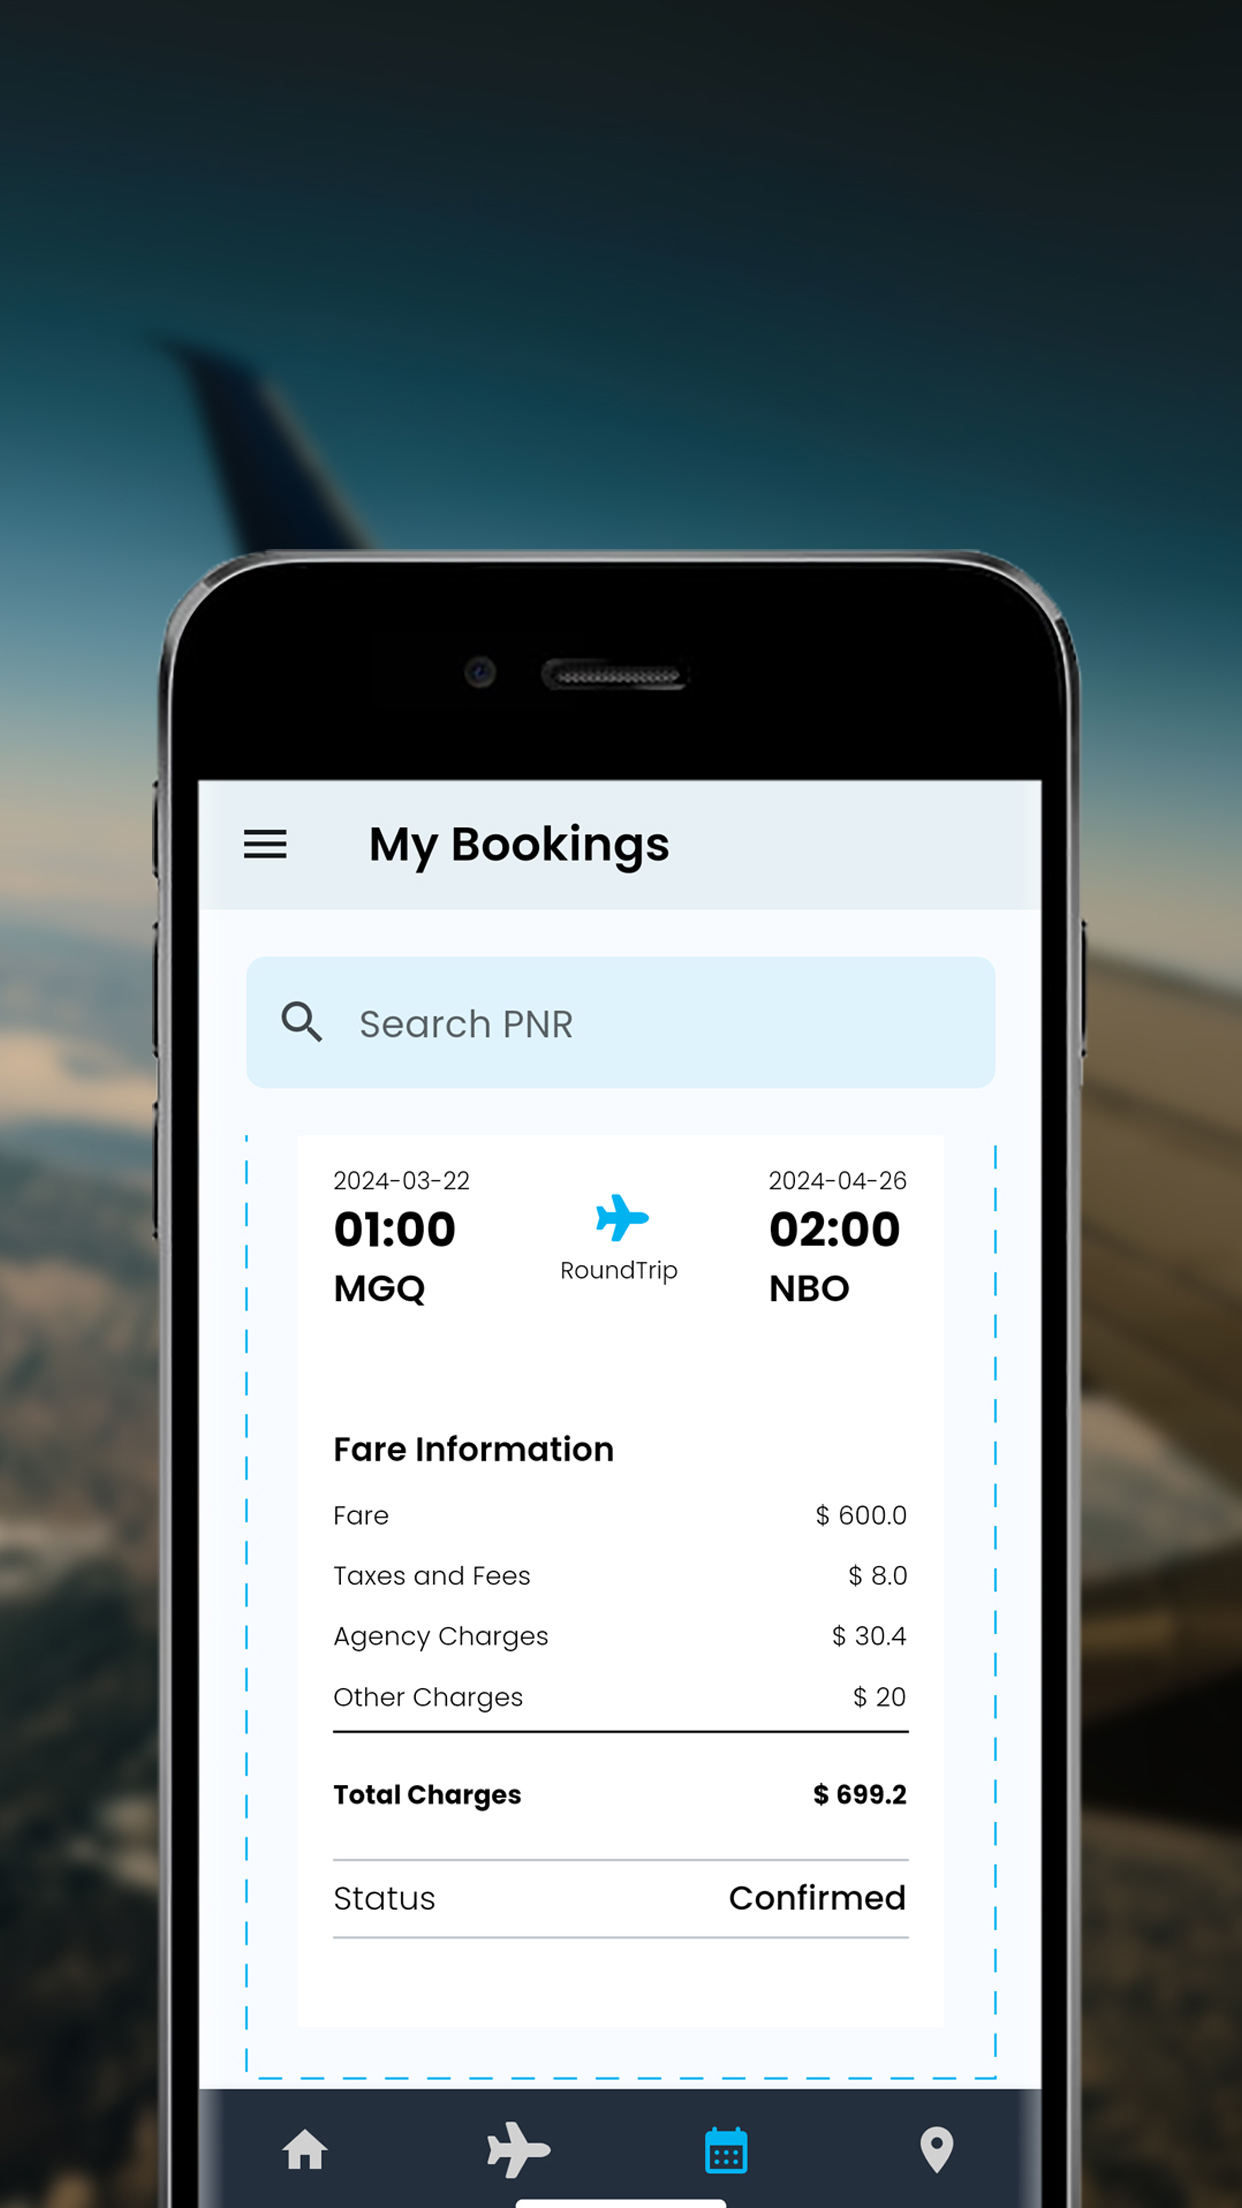 My Bookings
Search PNR
2024-03-22
01:00
MGQ
RoundTrip
2024-04-26
02:00
NBO
Fare Information
Fare $ 600.0
Taxes and Fees $ 8.0
Agency Charges $ 30.4
Other Charges $ 20
Total Charges $ 699.2
Status Confirmed